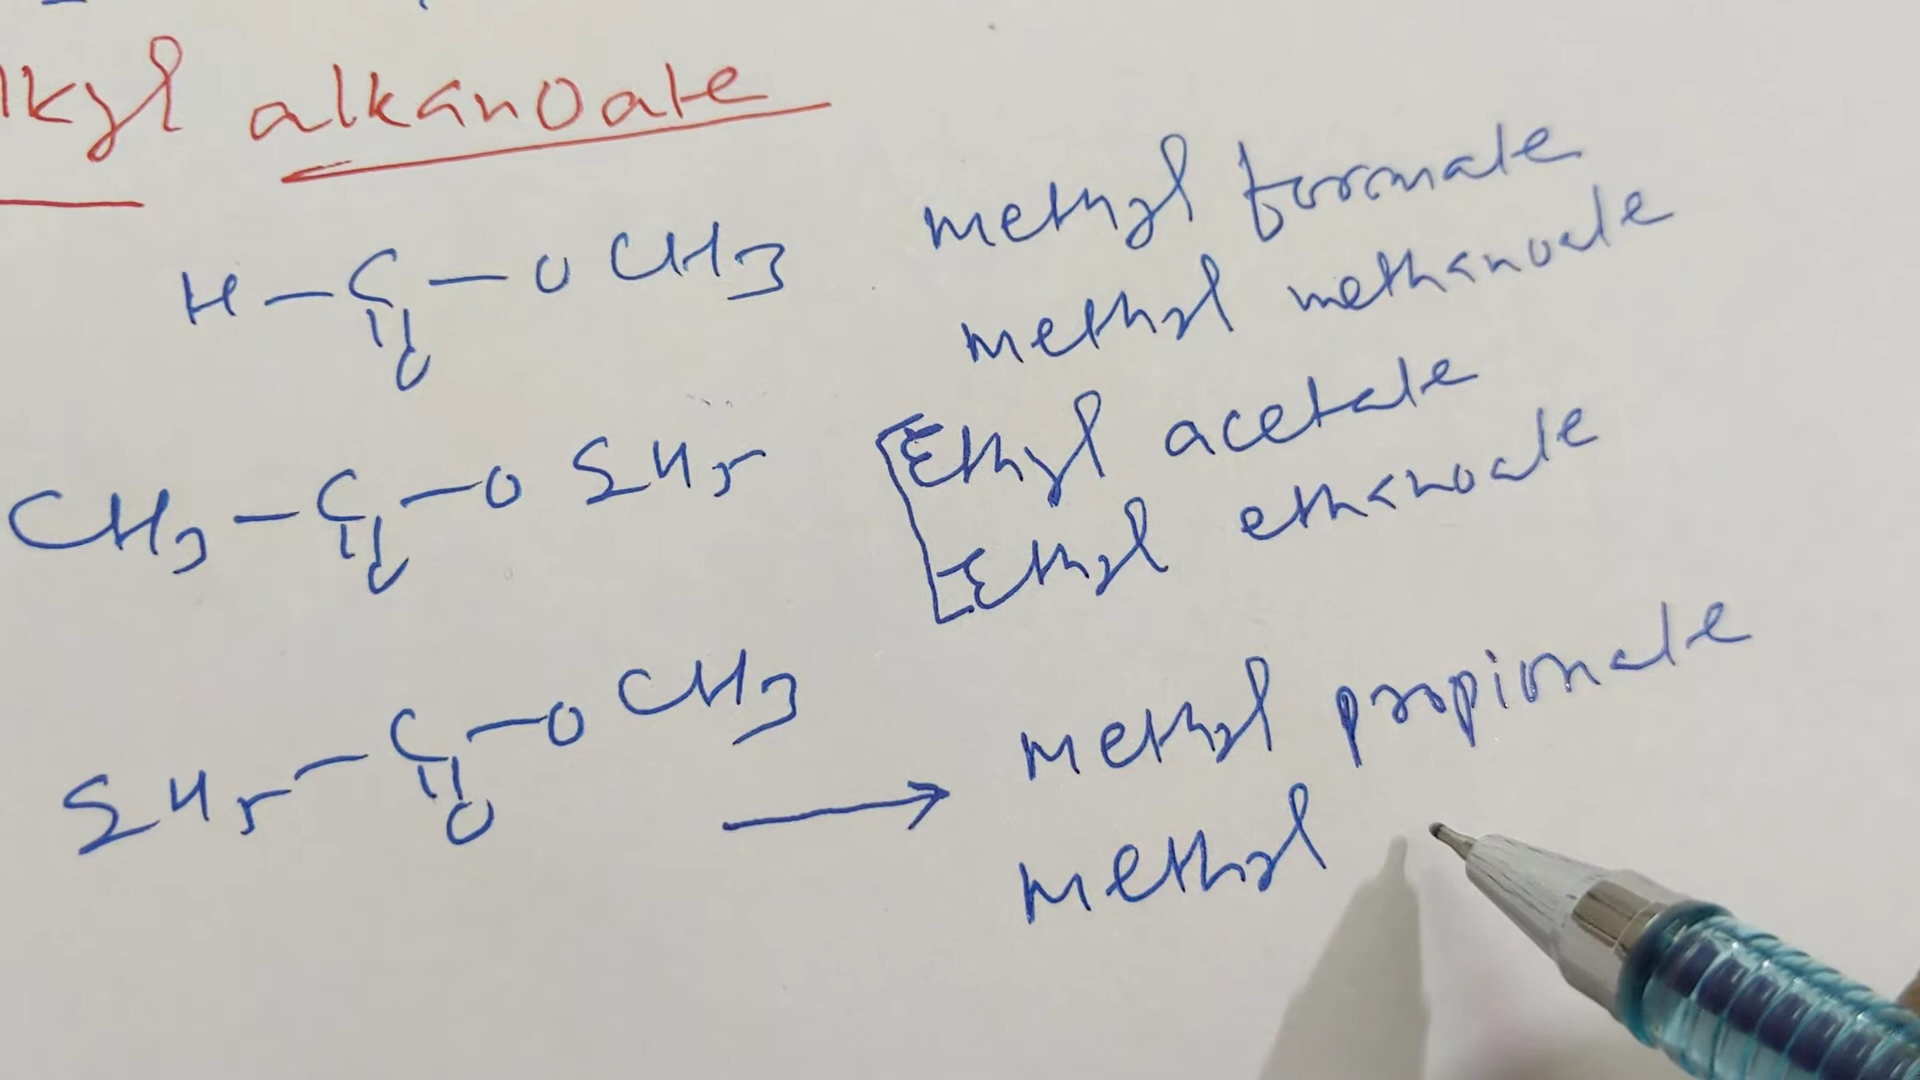 lkyl alkanoate
H-C-OCH3
||
O
methyl formate
methyl methanoate
CH3-C-OC2H5
||
O
Ethyl acetate
Ethyl ethanoate
C2H5-C-OCH3
||
O
→ methyl propionate
methyl